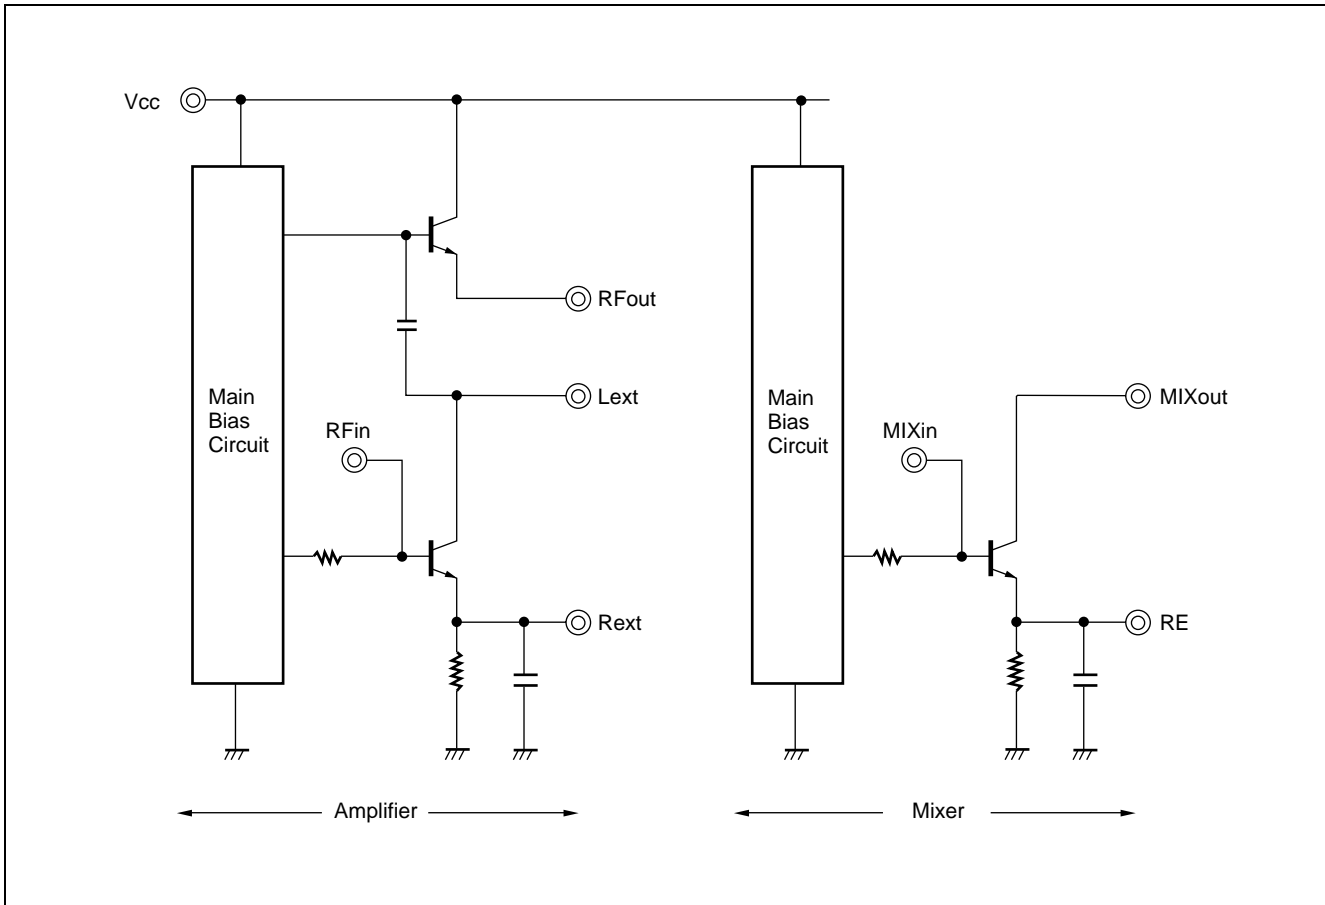 Vcc
RFout
Main
Bias
Circuit
RFin
Lext
Rext
Main
Bias
Circuit
MIXin
MIXout
RE
Amplifier
Mixer